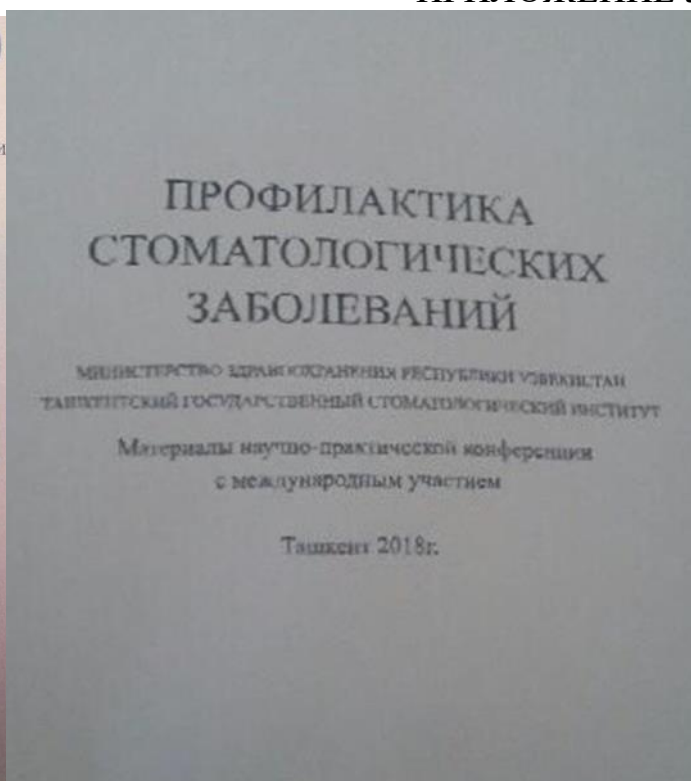 ПРИЛОЖЕНИЕ
ПРОФИЛАКТИКА
СТОМАТОЛОГИЧЕСКИХ
ЗАБОЛЕВАНИЙ
МИНИСТЕРСТВО ЗДРАВООХРАНЕНИЯ РЕСПУБЛИКИ УЗБЕКИСТАН
ТАШКЕНТСКИЙ ГОСУДАРСТВЕННЫЙ СТОМАТОЛОГИЧЕСКИЙ ИНСТИТУТ
Материалы научно-практической конференции
с международным участием
Ташкент 2018г.